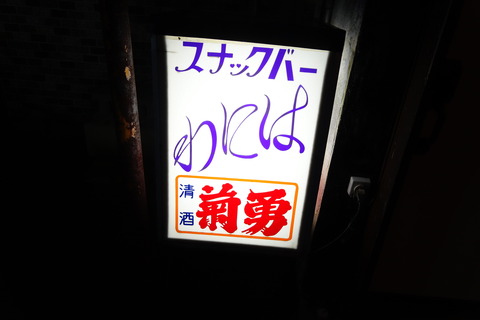 スナックバー
わには
清酒
菊勇